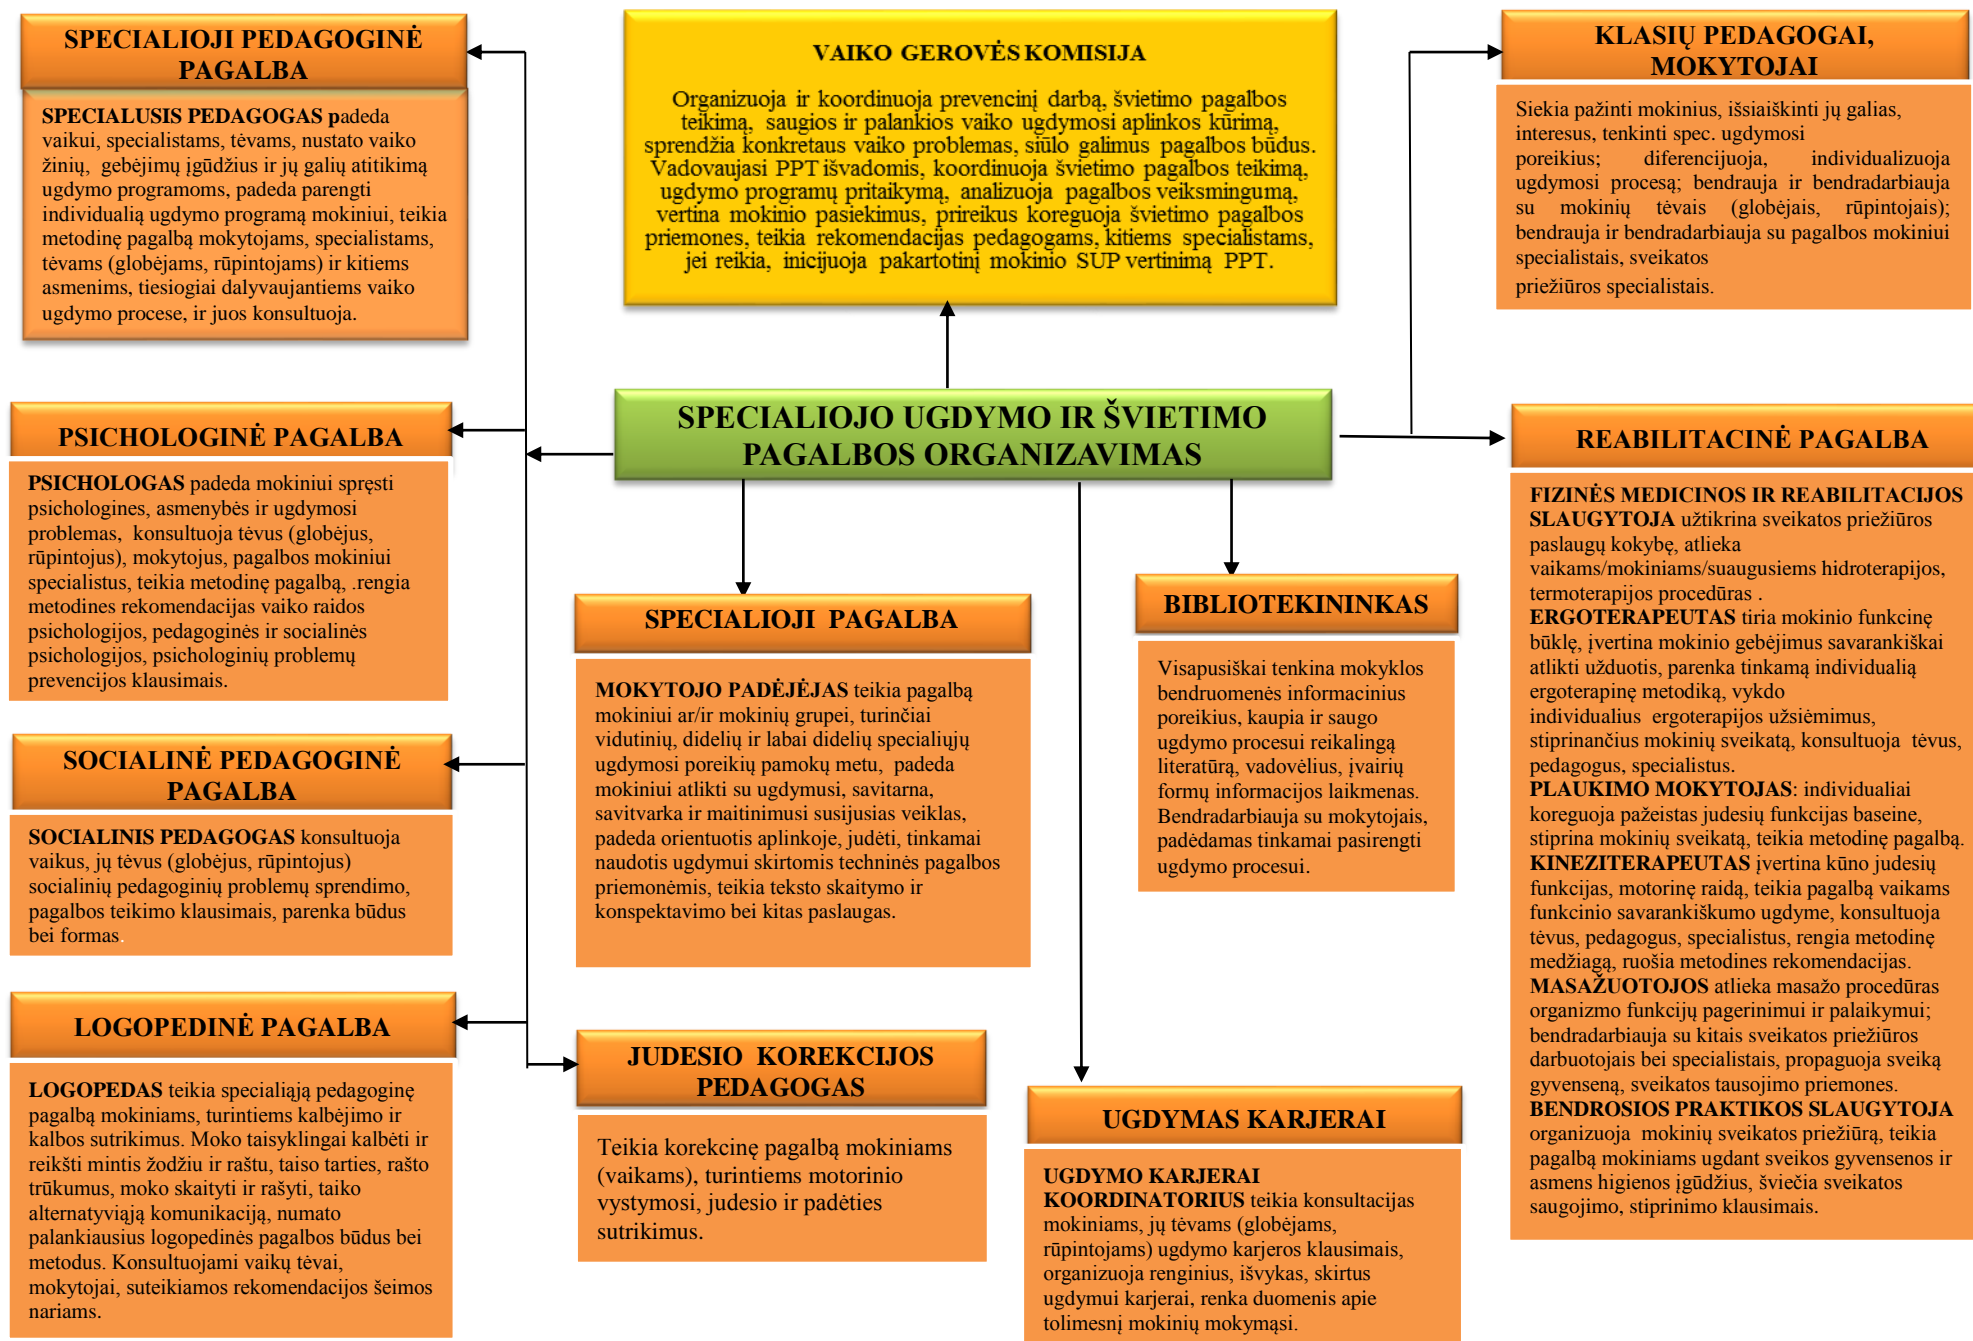 SPECIALIOJI PEDAGOGINĖ
PAGALBA
SPECIALUSIS PEDAGOGAS padeda
vaikui, specialistams, tėvams, nustato vaiko
žinių, gebėjimų įgūdžius ir jų galių atitikimą
ugdymo programoms, padeda parengti
individualią ugdymo programą mokiniui, teikia
metodinę pagalbą mokytojams, specialistams,
tėvams (globėjams, rūpintojams) ir kitiems
asmenims, tiesiogiai dalyvaujantiems vaiko
ugdymo procese, ir juos konsultuoja.
VAIKO GEROVĖS KOMISIJA
Organizuoja ir koordinuoja prevencinį darbą, švietimo pagalbos
teikimą, saugios ir palankios vaiko ugdymosi aplinkos kūrimą,
sprendžia konkretaus vaiko problemas, siūlo galimus pagalbos būdus.
Vadovaujasi PPT išvadomis, koordinuoja švietimo pagalbos teikimą,
ugdymo programų pritaikymą, analizuoja pagalbos veiksmingumą,
vertina mokinio pasiekimus, prireikus koreguoja švietimo pagalbos
priemones, teikia rekomendacijas pedagogams, kitiems specialistams,
jei reikia, inicijuoja pakartotinį mokinio SUP vertinimą PPT.
KLASIŲ PEDAGOGAI,
MOKYTOJAI
Siekia pažinti mokinius, išsiaiškinti jų galias,
interesus, tenkinti spec. ugdymosi
poreikius; diferencijuoja, individualizuoja
ugdymosi procesą; bendrauja ir bendradarbiauja
su mokinių tėvais (globėjais, rūpintojais);
bendrauja ir bendradarbiauja su pagalbos mokiniui
specialistais, sveikatos
priežiūros specialistais.
SPECIALIOJO UGDYMO IR ŠVIETIMO
PAGALBOS ORGANIZAVIMAS
PSICHOLOGINĖ PAGALBA
PSICHOLOGAS padeda mokiniui spręsti
psichologines, asmenybės ir ugdymosi
problemas, konsultuoja tėvus (globėjus,
rūpintojus), mokytojus, pagalbos mokiniui
specialistus, teikia metodinę pagalbą, .rengia
metodines rekomendacijas vaiko raidos
psichologijos, pedagoginės ir socialinės
psichologijos, psichologinių problemų
prevencijos klausimais.
SOCIALINĖ PEDAGOGINĖ
PAGALBA
SOCIALINIS PEDAGOGAS konsultuoja
vaikus, jų tėvus (globėjus, rūpintojus)
socialinių pedagoginių problemų sprendimo,
pagalbos teikimo klausimais, parenka būdus
bei formas.
LOGOPEDINĖ PAGALBA
LOGOPEDAS teikia specialiąją pedagoginę
pagalbą mokiniams, turintiems kalbėjimo ir
kalbos sutrikimus. Moko taisyklingai kalbėti ir
reikšti mintis žodžiu ir raštu, taiso tarties, rašto
trūkumus, moko skaityti ir rašyti, taiko
alternatyviąją komunikaciją, numato
palankiausius logopedinės pagalbos būdus bei
metodus. Konsultuojami vaikų tėvai,
mokytojai, suteikiamos rekomendacijos šeimos
nariams.
SPECIALIOJI PAGALBA
MOKYTOJO PADĖJĖJAS teikia pagalbą
mokiniui ar/ir mokinių grupei, turinčiai
vidutinių, didelių ir labai didelių specialiųjų
ugdymosi poreikių pamokų metu, padeda
mokiniui atlikti su ugdymusi, savitarna,
savitvarka ir maitinimusi susijusias veiklas,
padeda orientuotis aplinkoje, judėti, tinkamai
naudotis ugdymui skirtomis techninės pagalbos
priemonėmis, teikia teksto skaitymo ir
konspektavimo bei kitas paslaugas.
JUDESIO KOREKCIJOS
PEDAGOGAS
Teikia korekcinę pagalbą mokiniams
(vaikams), turintiems motorinio
vystymosi, judesio ir padėties
sutrikimus.
BIBLIOTEKININKAS
Visapusiškai tenkina mokyklos
bendruomenės informacinius
poreikius, kaupia ir saugo
ugdymo procesui reikalingą
literatūrą, vadovėlius, įvairių
formų informacijos laikmenas.
Bendradarbiauja su mokytojais,
padėdamas tinkamai pasirengti
ugdymo procesui.
UGDYMAS KARJERAI
UGDYMO KARJERAI
KOORDINATORIUS teikia konsultacijas
mokiniams, jų tėvams (globėjams,
rūpintojams) ugdymo karjeros klausimais,
organizuoja renginius, išvykas, skirtus
ugdymui karjerai, renka duomenis apie
tolimesnį mokinių mokymąsi.
REABILITACINĖ PAGALBA
FIZINĖS MEDICINOS IR REABILITACIJOS
SLAUGYTOJA užtikrina sveikatos priežiūros
paslaugų kokybę, atlieka
vaikams/mokiniams/suaugusiems hidroterapijos,
termoterapijos procedūras .
ERGOTERAPEUTAS tiria mokinio funkcinę
būklę, įvertina mokinio gebėjimus savarankiškai
atlikti užduotis, parenka tinkamą individualią
ergoterapinę metodiką, vykdo
individualius ergoterapijos užsiėmimus,
stiprinančius mokinių sveikatą, konsultuoja tėvus,
pedagogus, specialistus.
PLAUKIMO MOKYTOJAS: individualiai
koreguoja pažeistas judesių funkcijas baseine,
stiprina mokinių sveikatą, teikia metodinę pagalbą.
KINEZITERAPEUTAS įvertina kūno judesių
funkcijas, motorinę raidą, teikia pagalbą vaikams
funkcinio savarankiškumo ugdyme, konsultuoja
tėvus, pedagogus, specialistus, rengia metodinę
medžiagą, ruošia metodines rekomendacijas.
MASAŽUOTOJOS atlieka masažo procedūras
organizmo funkcijų pagerinimui ir palaikymui;
bendradarbiauja su kitais sveikatos priežiūros
darbuotojais bei specialistais, propaguoja sveiką
gyvenseną, sveikatos tausojimo priemones.
BENDROSIOS PRAKTIKOS SLAUGYTOJA
organizuoja mokinių sveikatos priežiūrą, teikia
pagalbą mokiniams ugdant sveikos gyvensenos ir
asmens higienos įgūdžius, šviečia sveikatos
saugojimo, stiprinimo klausimais.